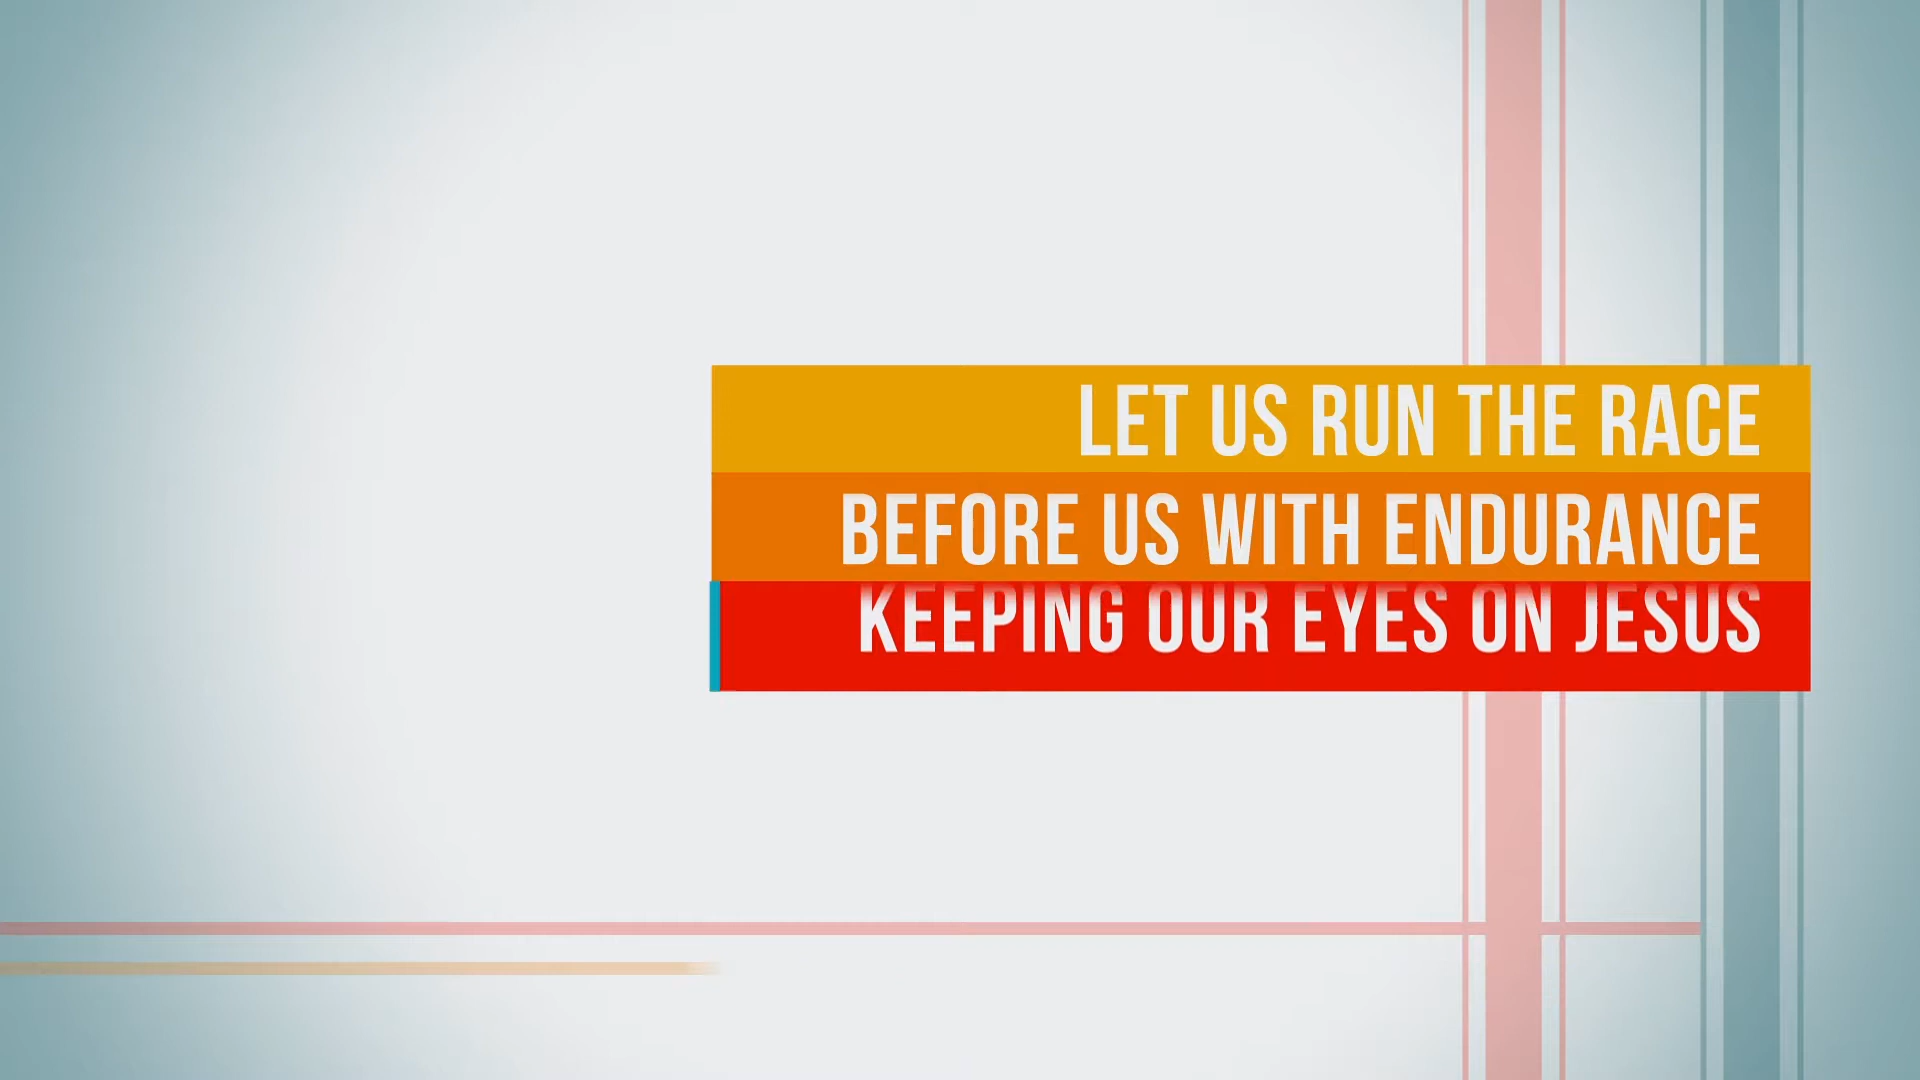 LET US RUN THE RACE
BEFORE US WITH ENDURANCE
KEEPING OUR EYES ON JESUS